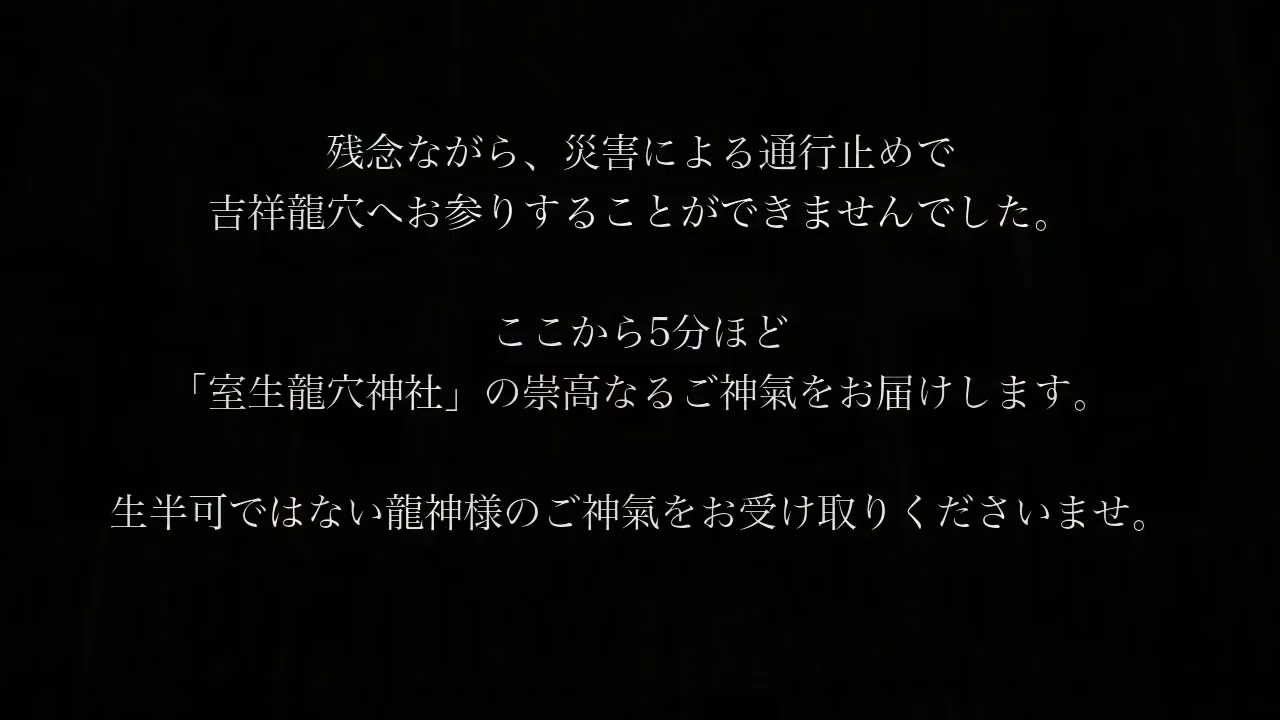 残念ながら、災害による通行止めで
吉祥龍穴へお参りすることができませんでした。
ここから5分ほど
「室生龍穴神社」の崇高なるご神氣をお届けします。
生半可ではない龍神様のご神氣をお受け取りくださいませ。